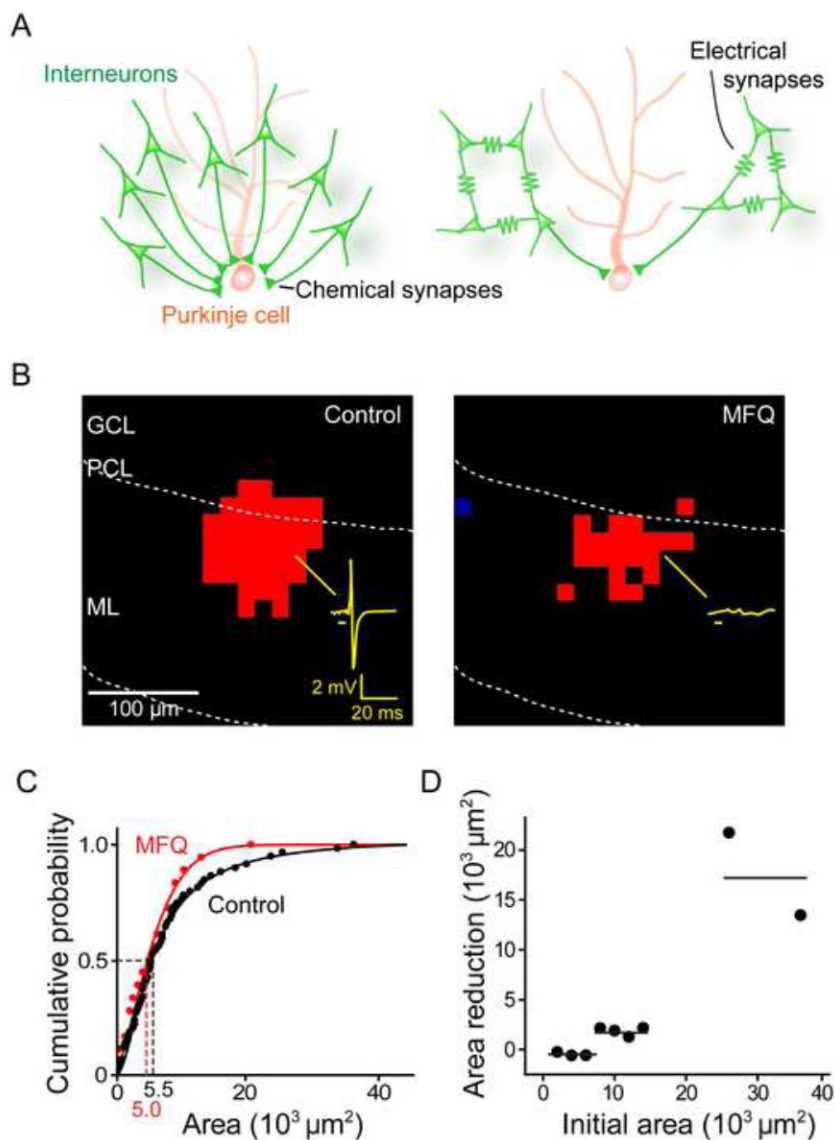 A
Interneurons
Electrical
synapses
Chemical synapses
Purkinje cell
B
GCL
Control
PCL
ML
100 µm
2 mV
20 ms
MFQ
C
Cumulative probability
1.0
0.5
0
MFQ
Control
0
5.5
5.0
20
40
Area (10³ µm²)
D
Area reduction (10³ µm²)
20
15
10
5
0
0
10
20
30
40
Initial area (10³ µm²)